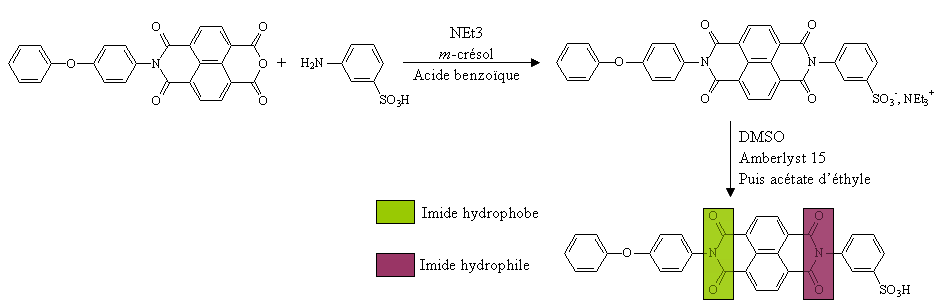 NEt3
m-crésol
Acide benzoïque
O O O O O N O O
+
H2N
SO3H
O O O O O N N
SO3-, NEt3+
DMSO
Amberlyst 15
Puis acétate d'éthyle
Imide hydrophobe
Imide hydrophile
O O O O O N N
SO3H